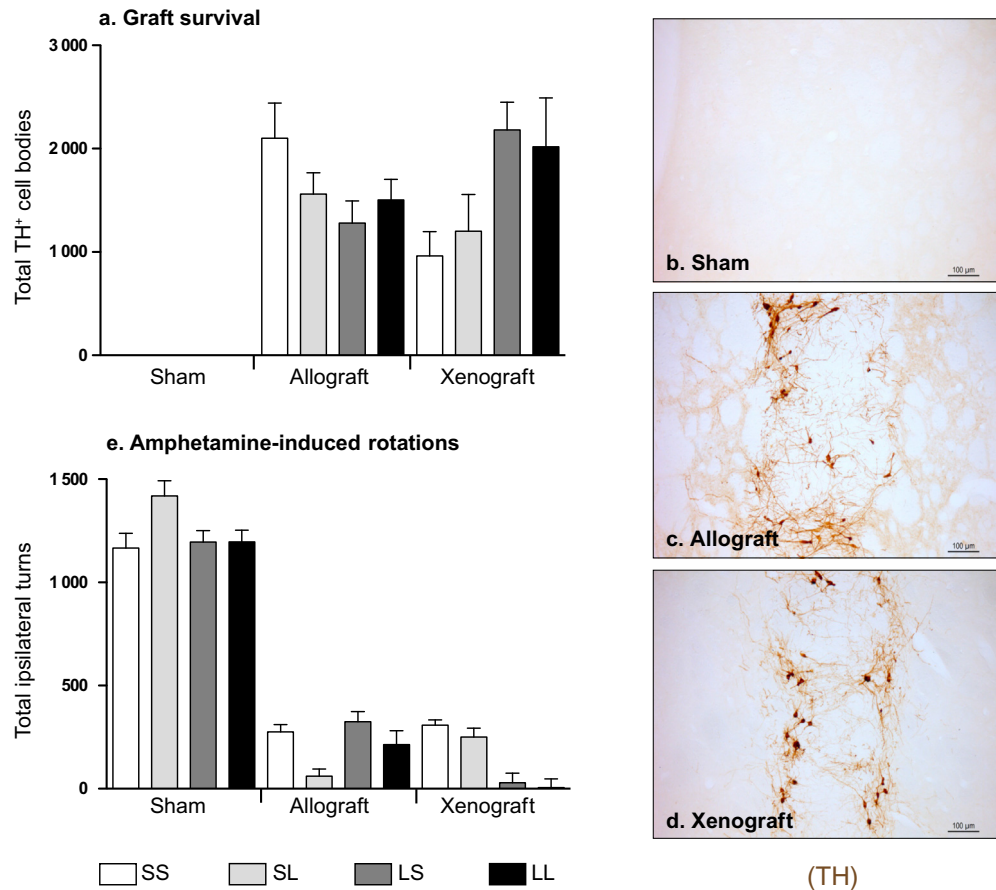 a. Graft survival
3 000
2 000
1 000
0
Total TH⁺ cell bodies
Sham Allograft Xenograft
b. Sham
100 µm
c. Allograft
100 µm
d. Xenograft
100 µm
(TH)
e. Amphetamine-induced rotations
1 500
1 000
500
0
Total ipsilateral turns
Sham Allograft Xenograft
SS SL LS LL